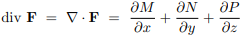 div **F** = ∇ · **F** = ∂M/∂x + ∂N/∂y + ∂P/∂z